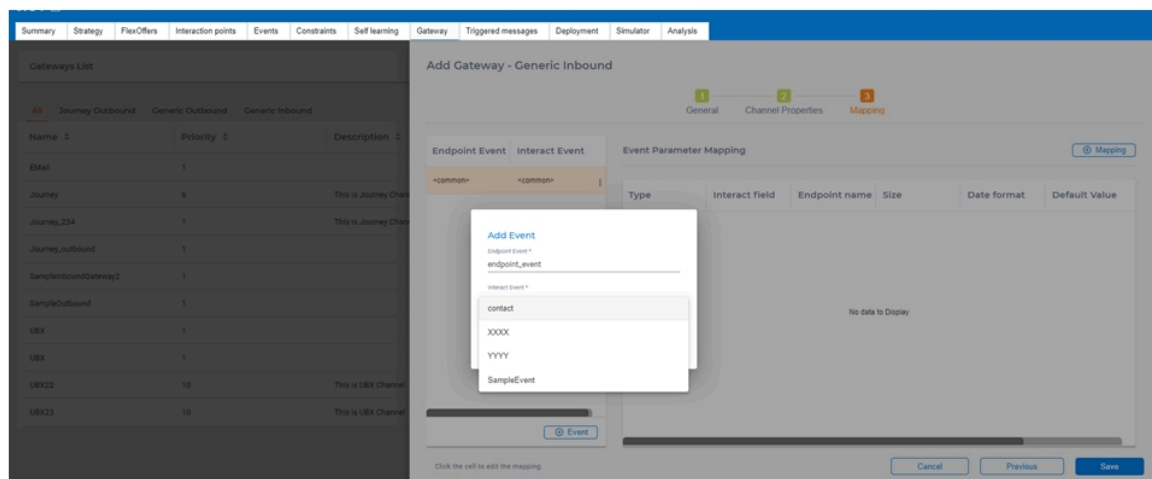 Summary Strategy FlexOffers Interaction points Events Constraints Self learning Gateway Triggered messages Deployment Simulator Analysis
Gateways List
All Journey Outbound Generic Outbound Generic Inbound
Name Priority Description
EMail 1
Journey 6 This is Journey Chan
Journey_234 1 This is Journey Chan
Journey_outbound 1
SampleInboundGateway2 1
SampleOutbound 1
UBX 1
UBX 1
UBX22 10 This is UBX Channel
UBX23 10 This is UBX Channel
Add Gateway - Generic Inbound
1 2 3
General Channel Properties Mapping
Endpoint Event Interact Event
<common> <common>
Event
Event Parameter Mapping
Mapping
Type Interact field Endpoint name Size Date format Default Value
No data to Display
Add Event
Endpoint Event *
endpoint_event
Interact Event *
contact
XXXX
YYYY
SampleEvent
Click the cell to edit the mapping.
Cancel Previous Save